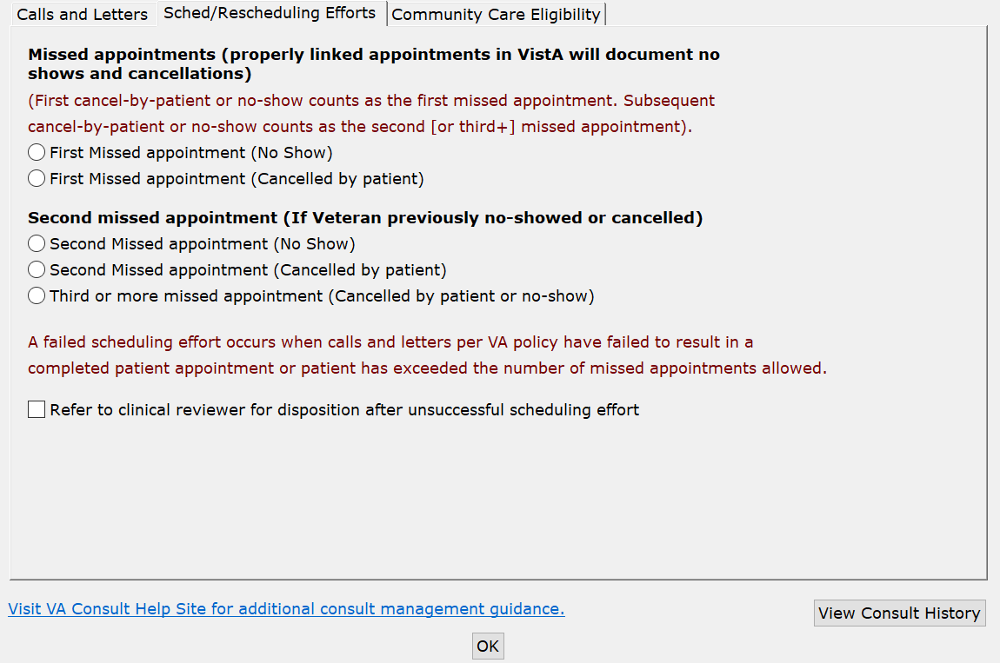 Calls and Letters
Sched/Rescheduling Efforts
Community Care Eligibility
Missed appointments (properly linked appointments in VistA will document no
shows and cancellations)
(First cancel-by-patient or no-show counts as the first missed appointment. Subsequent
cancel-by-patient or no-show counts as the second [or third+] missed appointment).
First Missed appointment (No Show)
First Missed appointment (Cancelled by patient)
Second missed appointment (If Veteran previously no-showed or cancelled)
Second Missed appointment (No Show)
Second Missed appointment (Cancelled by patient)
Third or more missed appointment (Cancelled by patient or no-show)
A failed scheduling effort occurs when calls and letters per VA policy have failed to result in a
completed patient appointment or patient has exceeded the number of missed appointments allowed.
Refer to clinical reviewer for disposition after unsuccessful scheduling effort
Visit VA Consult Help Site for additional consult management guidance.
View Consult History
OK